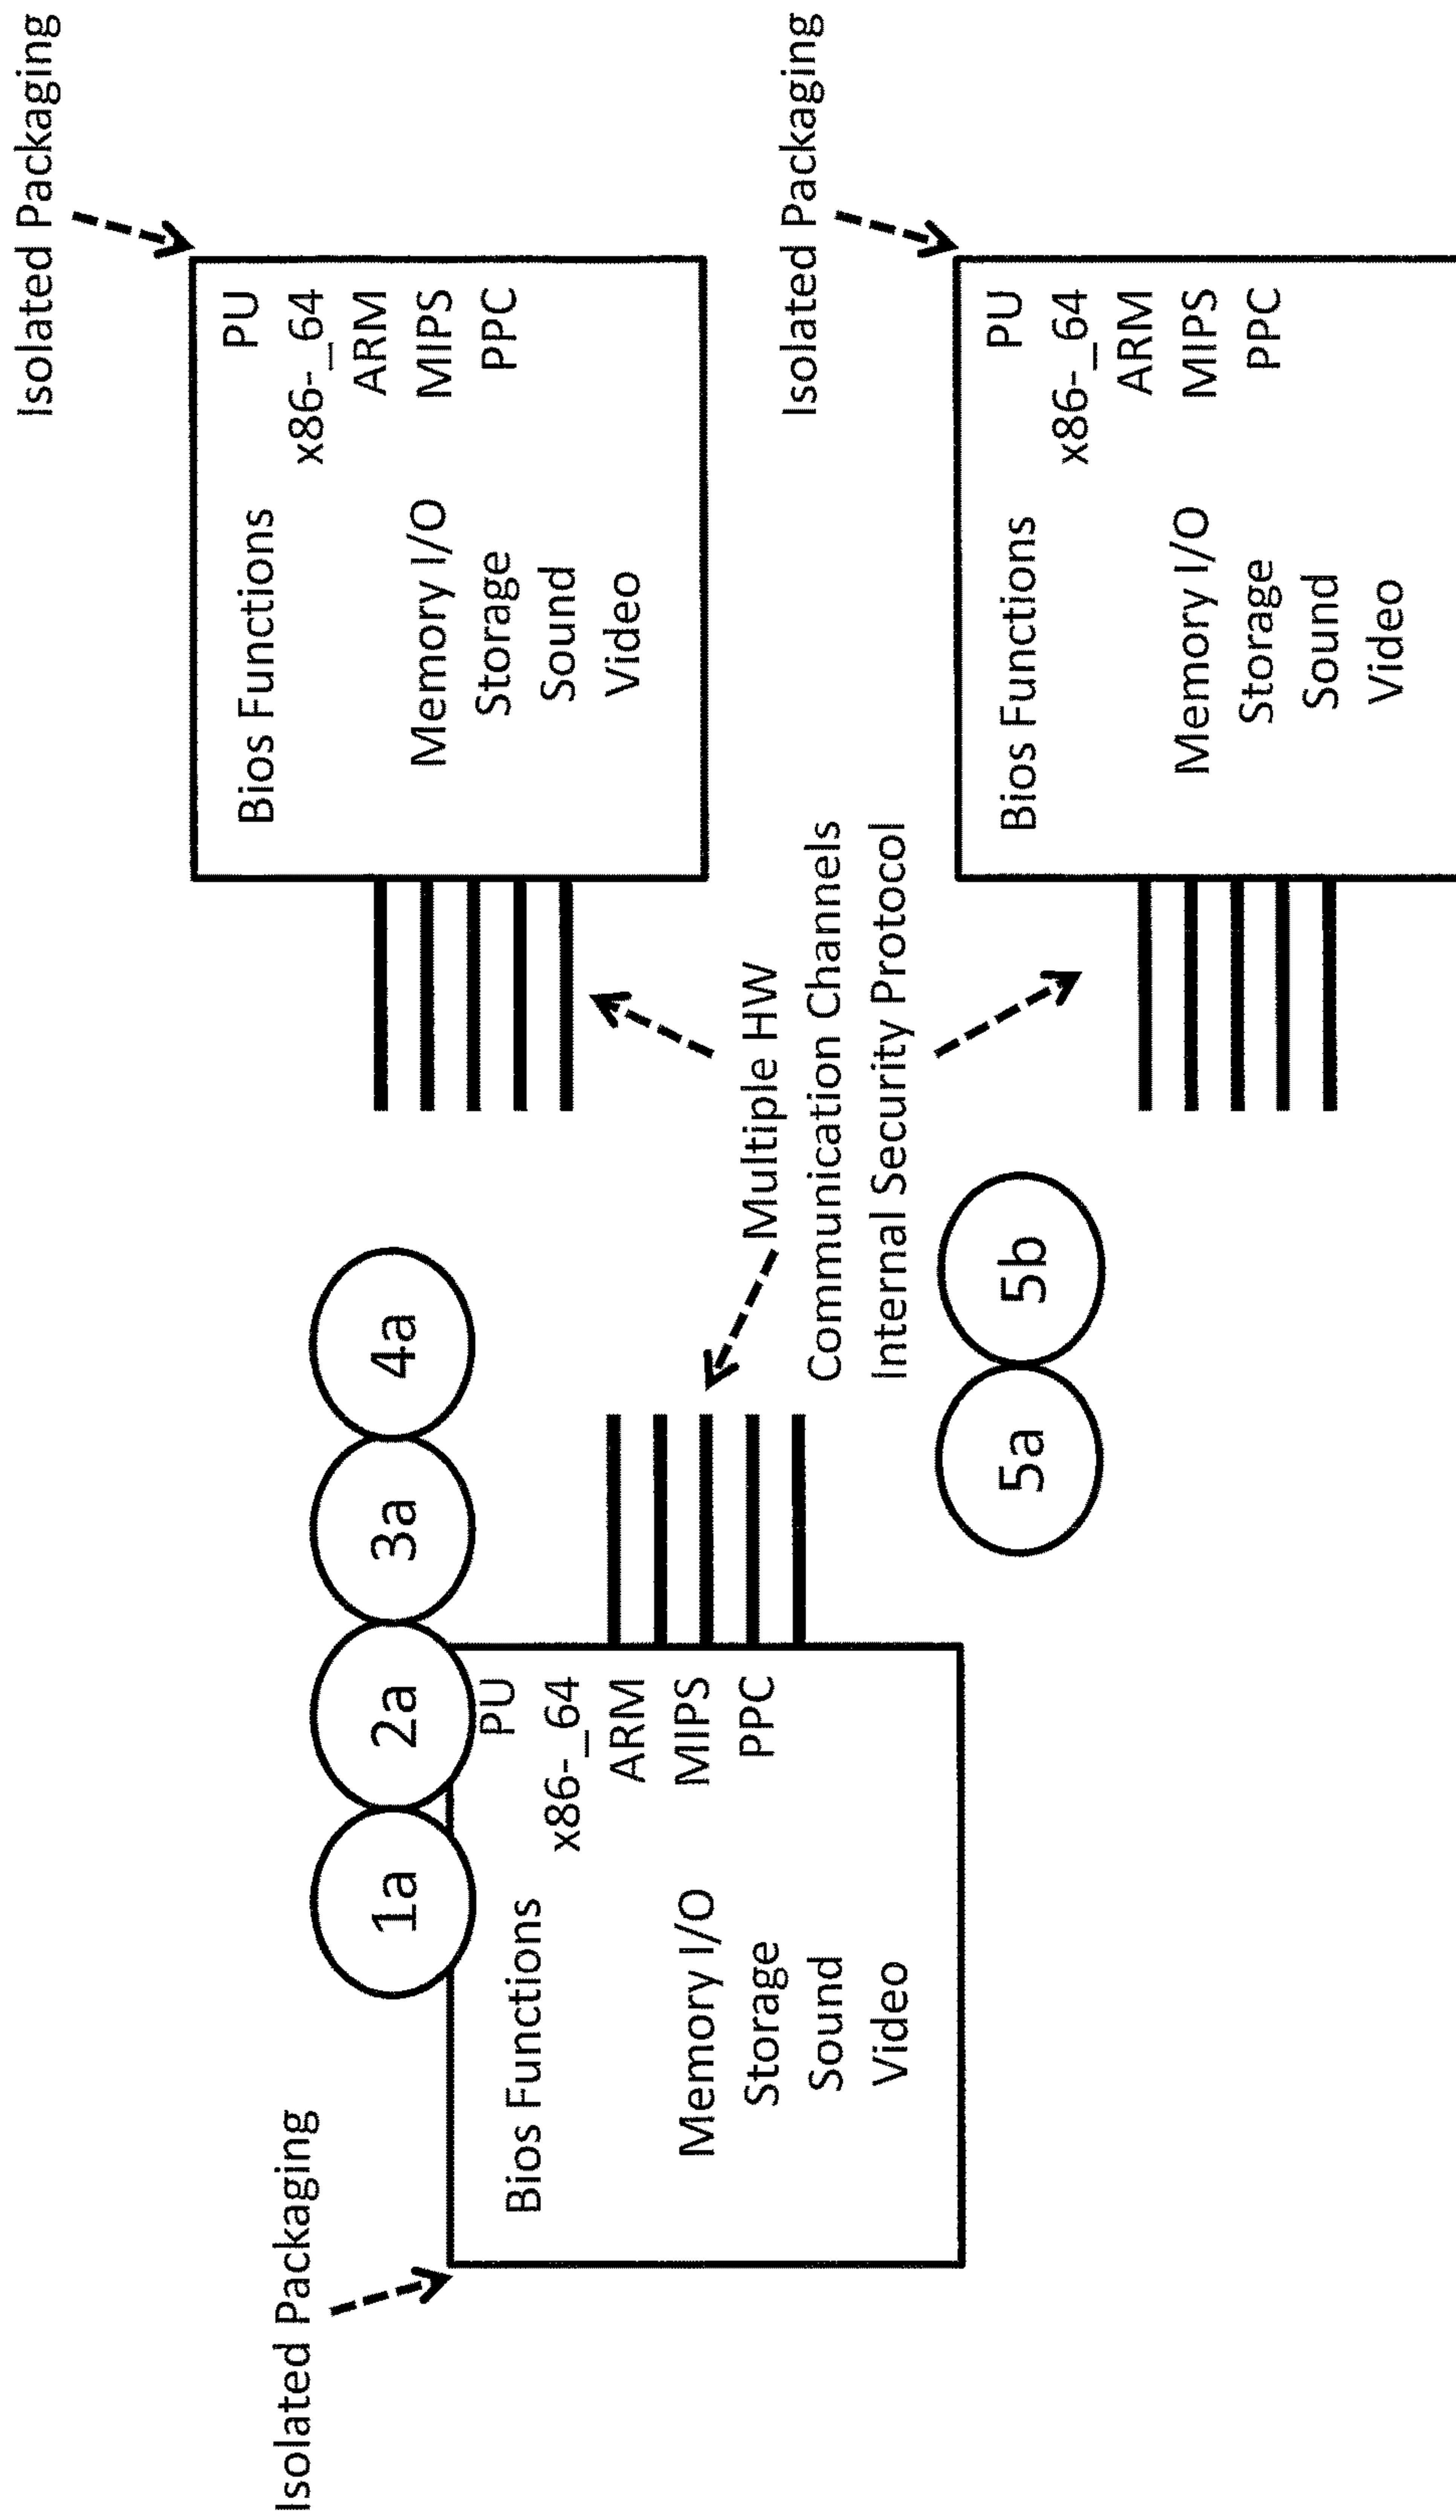 Isolated Packaging
PU
Bios Functions
x86-_64
ARM
Memory I/O
MIPS
Storage
PPC
Sound
Video
Isolated Packaging
1a
2a
3a
4a
PU
Bios Functions
x86-_64
ARM
Memory I/O
MIPS
Storage
PPC
Sound
Video
Multiple HW
Communication Channels
Internal Security Protocol
5a
5b
Isolated Packaging
PU
Bios Functions
x86-_64
ARM
Memory I/O
MIPS
Storage
PPC
Sound
Video